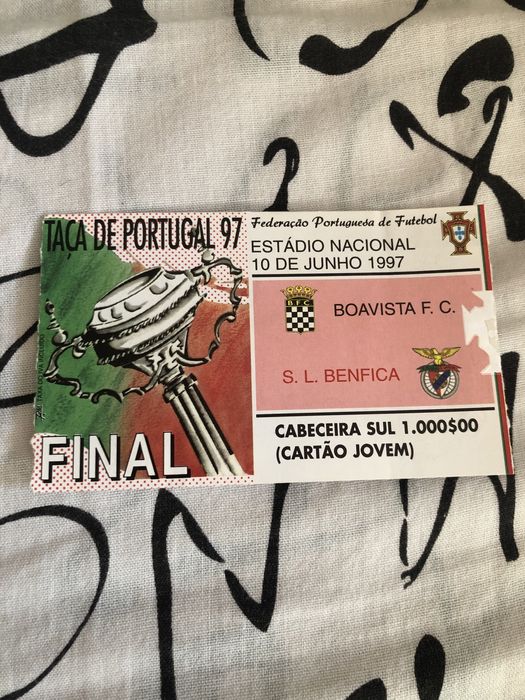 TAÇA DE PORTUGAL 97
FINAL
Federação Portuguesa de Futebol
ESTÁDIO NACIONAL
10 DE JUNHO 1997
B F C
BOAVISTA F. C.
S. L. BENFICA
CABECEIRA SUL 1.000$00
(CARTÃO JOVEM)